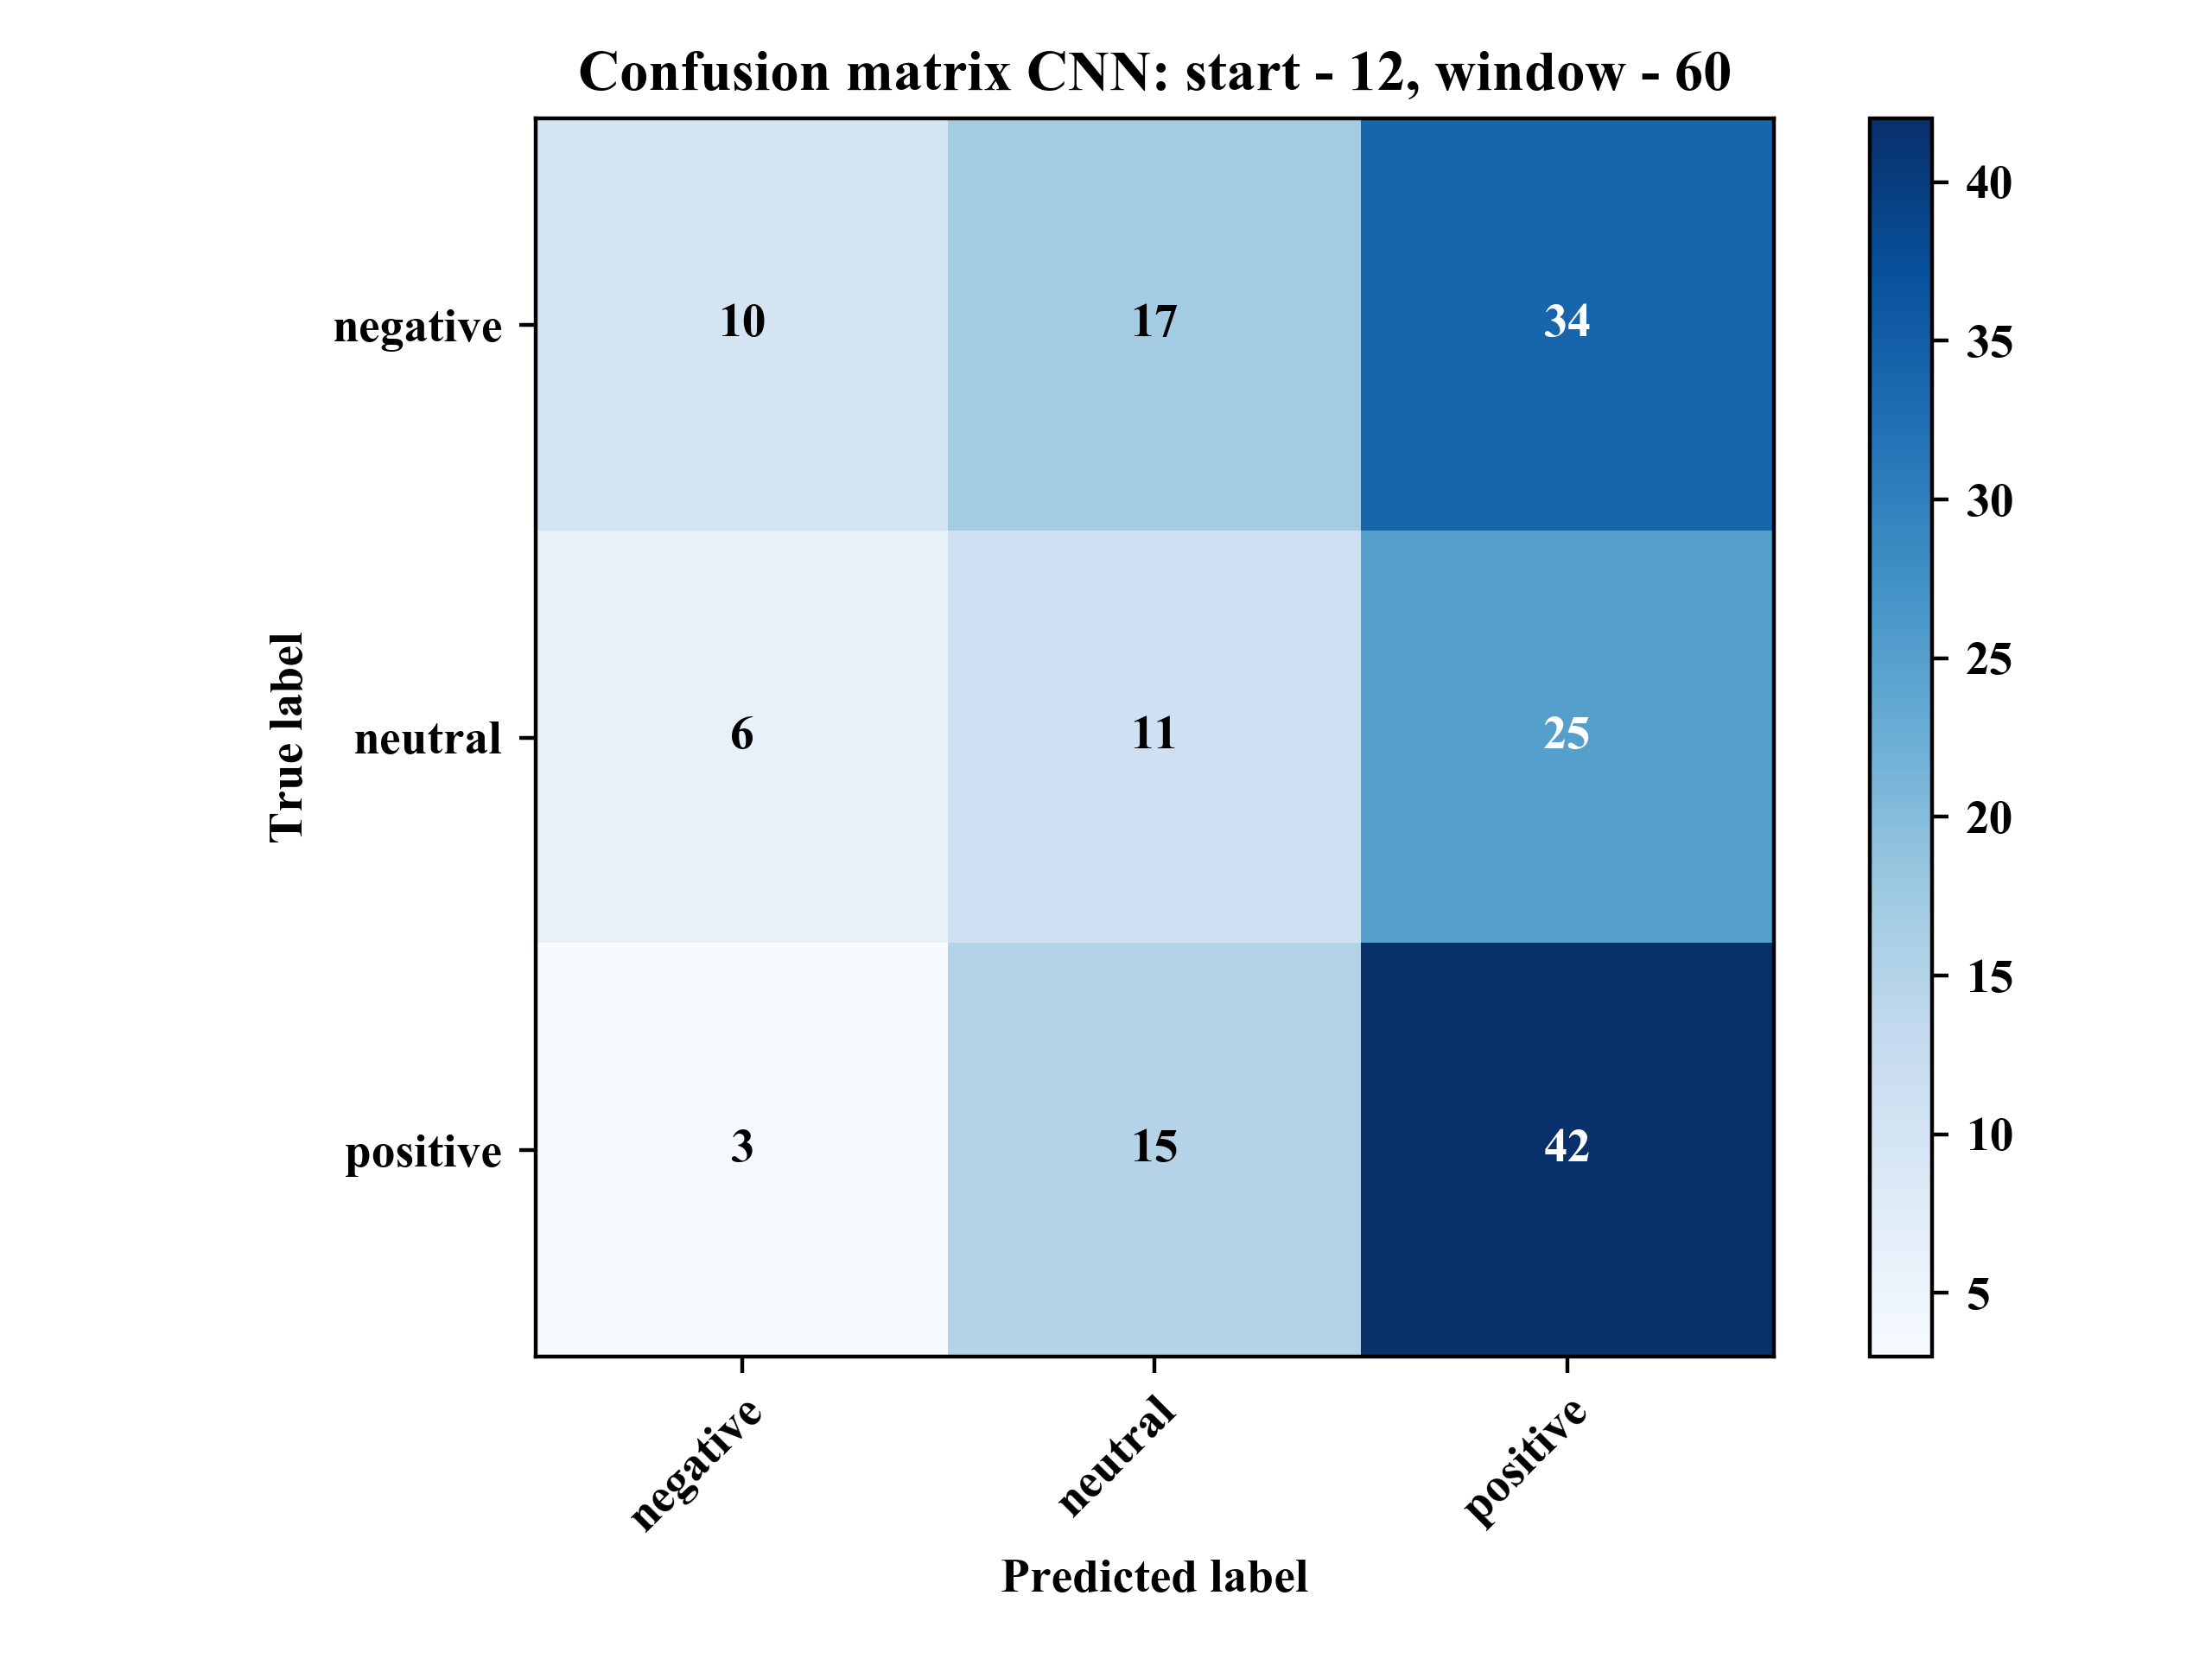 Confusion matrix CNN: start - 12, window - 60
negative 10 17 34
neutral 6 11 25
positive 3 15 42
True label
negative neutral positive
Predicted label
40
35
30
25
20
15
10
5